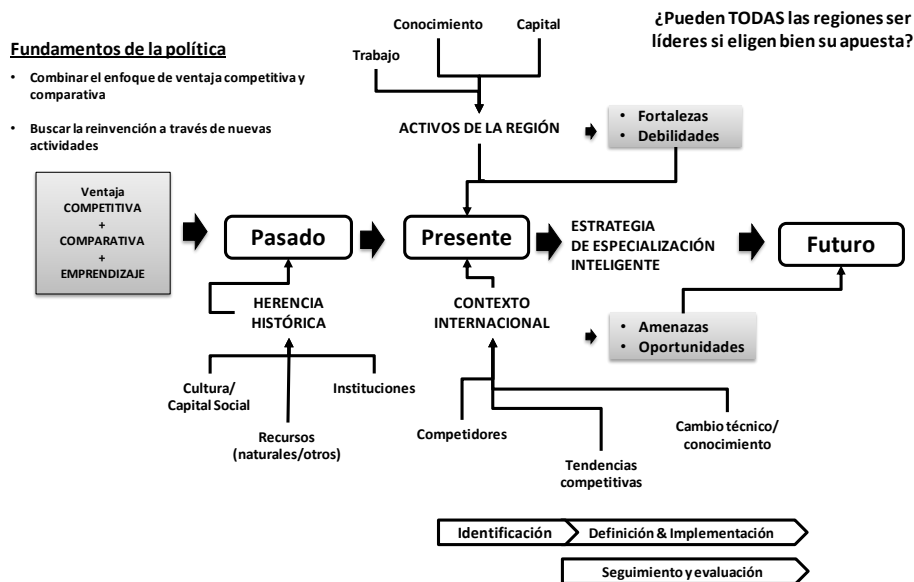 ¿Pueden TODAS las regiones ser
líderes si eligen bien su apuesta?
Fundamentos de la política
• Combinar el enfoque de ventaja competitiva y
comparativa
• Buscar la reinvención a través de nuevas
actividades
Conocimiento
Capital
Trabajo
ACTIVOS DE LA REGIÓN
• Fortalezas
• Debilidades
Ventaja
COMPETITIVA
+
COMPARATIVA
+
EMPRENDIZAJE
Pasado
Presente
ESTRATEGIA
DE ESPECIALIZACIÓN
INTELIGENTE
Futuro
HERENCIA
HISTÓRICA
CONTEXTO
INTERNACIONAL
• Amenazas
• Oportunidades
Cultura/
Capital Social
Instituciones
Recursos
(naturales/otros)
Competidores
Cambio técnico/
conocimiento
Tendencias
competitivas
Identificación
Definición & Implementación
Seguimiento y evaluación